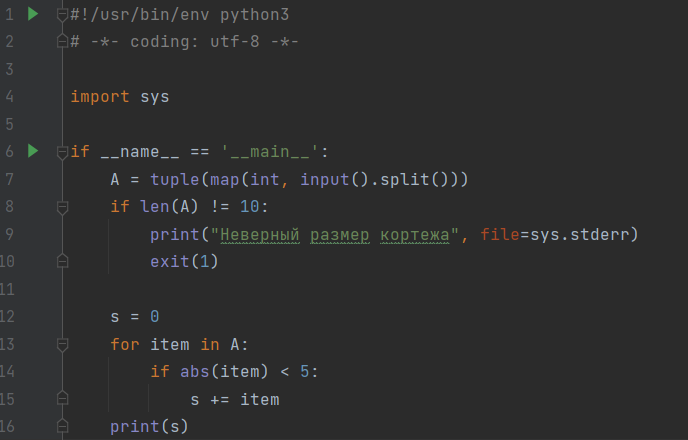 1 #!/usr/bin/env python3
2 # -*- coding: utf-8 -*-
3
4 import sys
5
6 if __name__ == '__main__':
7     A = tuple(map(int, input().split()))
8     if len(A) != 10:
9         print("Неверный размер кортежа", file=sys.stderr)
10         exit(1)
11
12     s = 0
13     for item in A:
14         if abs(item) < 5:
15             s += item
16     print(s)